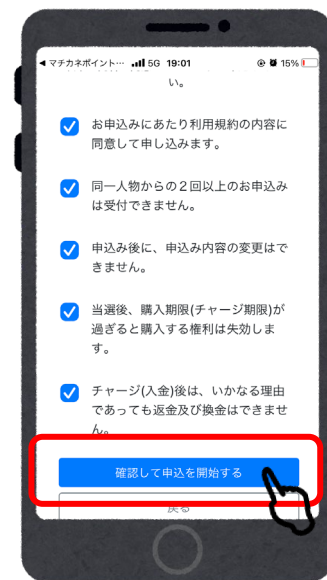 マチカネポイント… 5G 19:01 15%
い。
お申込みにあたり利用規約の内容に
同意して申し込みます。
同一人物からの２回以上のお申込み
は受付できません。
申込み後に、申込み内容の変更はで
きません。
当選後、購入期限(チャージ期限)が
過ぎると購入する権利は失効しま
す。
チャージ(入金)後は、いかなる理由
であっても返金及び換金はできませ
ん。
確認して申込を開始する
戻る